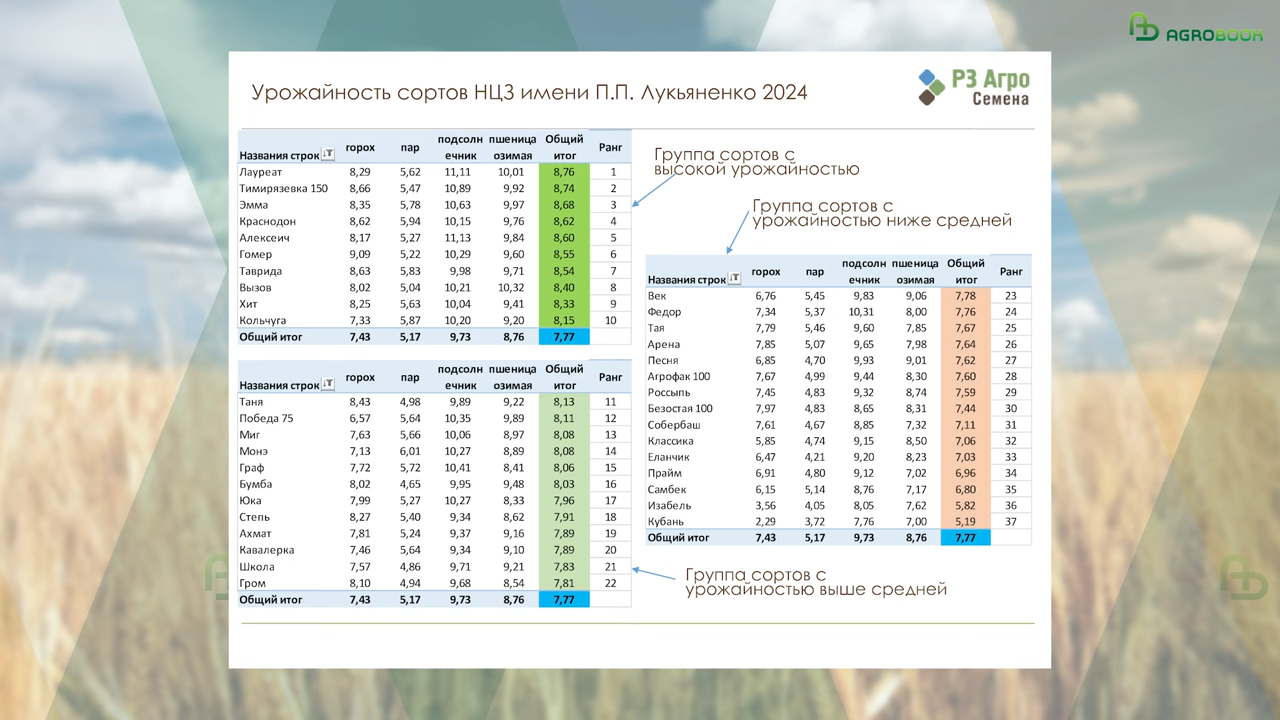 AGROBOOK
Урожайность сортов НЦЗ имени П.П. Лукьяненко 2024
РЗ Агро
Семена
Названия строк горох пар подсолн ечник пшеница озимая Общий итог Ранг
Лауреат 8,29 5,62 11,11 10,01 8,76 1
Тимирязевка 150 8,66 5,47 10,89 9,92 8,74 2
Эмма 8,35 5,78 10,63 9,97 8,68 3
Краснодон 8,62 5,94 10,15 9,76 8,62 4
Алексеич 8,17 5,27 11,13 9,84 8,60 5
Гомер 9,09 5,22 10,29 9,60 8,55 6
Таврида 8,63 5,83 9,98 9,71 8,54 7
Вызов 8,02 5,04 10,21 10,32 8,40 8
Хит 8,25 5,63 10,04 9,41 8,33 9
Кольчуга 7,33 5,87 10,20 9,20 8,15 10
Общий итог 7,43 5,17 9,73 8,76 7,77
Группа сортов с
высокой урожайностью
Названия строк горох пар подсолн ечник пшеница озимая Общий итог Ранг
Таня 8,43 4,98 9,89 9,22 8,13 11
Победа 75 6,57 5,64 10,35 9,89 8,11 12
Миг 7,63 5,66 10,06 8,97 8,08 13
Монэ 7,13 6,01 10,27 8,89 8,08 14
Граф 7,72 5,72 10,41 8,41 8,06 15
Бумба 8,02 4,65 9,95 9,48 8,03 16
Юка 7,99 5,27 10,27 8,33 7,96 17
Степь 8,27 5,40 9,34 8,62 7,91 18
Ахмат 7,81 5,24 9,37 9,16 7,89 19
Кавалерка 7,46 5,64 9,34 9,10 7,89 20
Школа 7,57 4,86 9,71 9,21 7,83 21
Гром 8,10 4,94 9,68 8,54 7,81 22
Общий итог 7,43 5,17 9,73 8,76 7,77
Группа сортов с
урожайностью ниже средней
Названия строк горох пар подсолн ечник пшеница озимая Общий итог Ранг
Век 6,76 5,45 9,83 9,06 7,78 23
Федор 7,34 5,37 10,31 8,00 7,76 24
Тая 7,79 5,46 9,60 7,85 7,67 25
Арена 7,85 5,07 9,65 7,98 7,64 26
Песня 6,85 4,70 9,93 9,01 7,62 27
Агрофак 100 7,67 4,99 9,44 8,30 7,60 28
Россыпь 7,45 4,83 9,32 8,74 7,59 29
Безостая 100 7,97 4,83 8,65 8,31 7,44 30
Собербаш 7,61 4,67 8,85 7,32 7,11 31
Классика 5,85 4,74 9,15 8,50 7,06 32
Еланчик 6,47 4,21 9,20 8,23 7,03 33
Прайм 6,91 4,80 9,12 7,02 6,96 34
Самбек 6,15 5,14 8,76 7,17 6,80 35
Изабель 3,56 4,05 8,05 7,62 5,82 36
Кубань 2,29 3,72 7,76 7,00 5,19 37
Общий итог 7,43 5,17 9,73 8,76 7,77
Группа сортов с
урожайностью выше средней